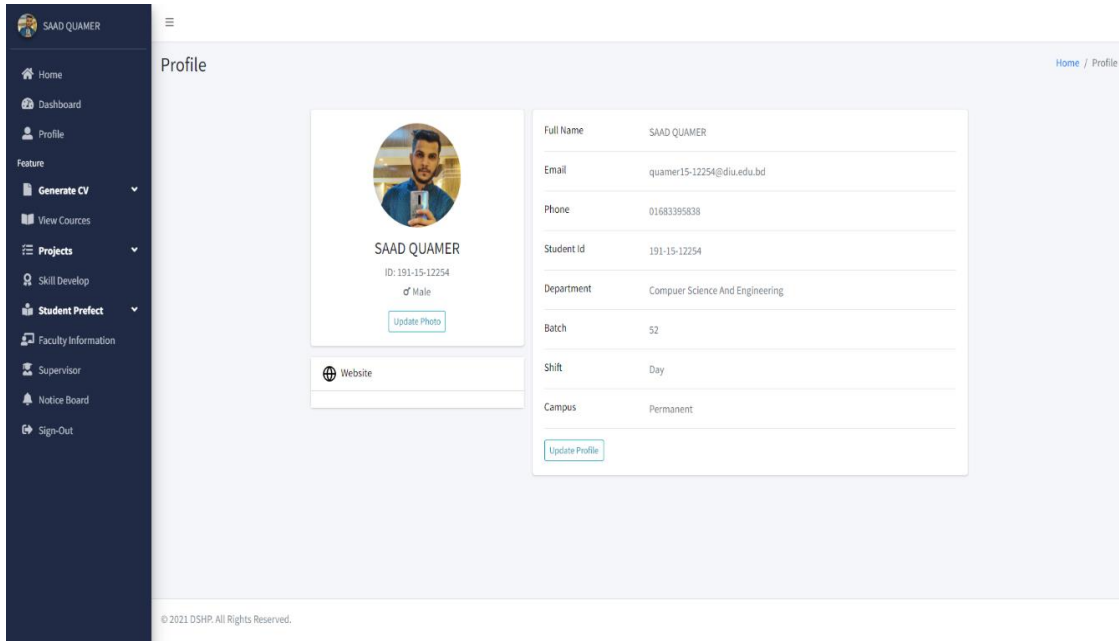 SAAD QUAMER
Home
Dashboard
Profile
Feature
Generate CV
View Cources
Projects
Skill Develop
Student Prefect
Faculty Information
Supervisor
Notice Board
Sign-Out
Profile
Home / Profile
SAAD QUAMER
ID: 191-15-12254
Male
Update Photo
Website
Full Name SAAD QUAMER
Email quamer15-12254@diu.edu.bd
Phone 01683395838
Student Id 191-15-12254
Department Compuer Science And Engineering
Batch 52
Shift Day
Campus Permanent
Update Profile
© 2021 DSHP. All Rights Reserved.